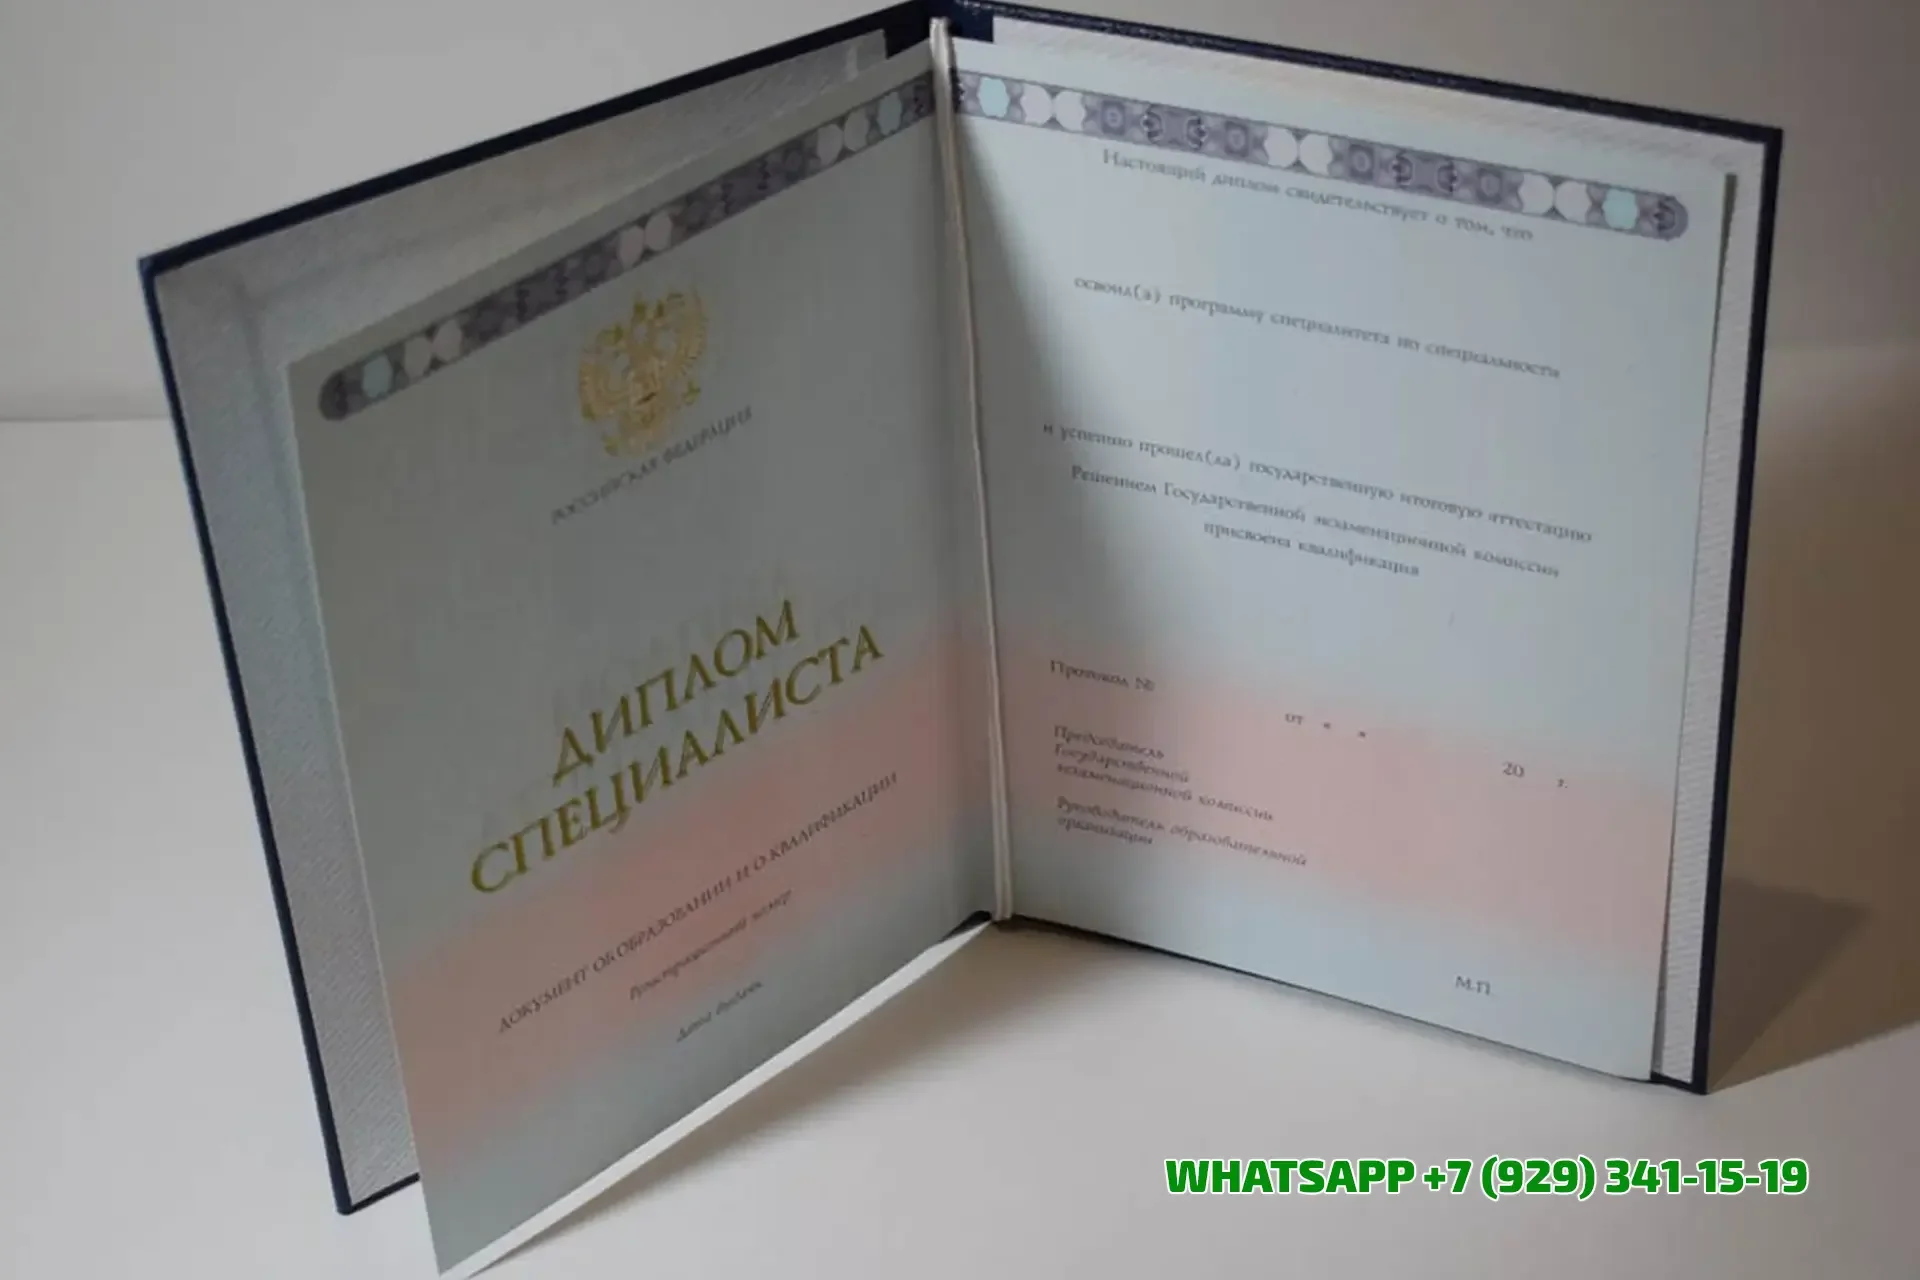 РОССИЙСКАЯ ФЕДЕРАЦИЯ
ДИПЛОМ
СПЕЦИАЛИСТА
ДОКУМЕНТ ОБ ОБРАЗОВАНИИ И О КВАЛИФИКАЦИИ
Регистрационный номер
Дата выдачи
Настоящий диплом свидетельствует о том, что
освоил(а) программу специалитета по специальности
и успешно прошел(ла) государственную итоговую аттестацию
Решением Государственной экзаменационной комиссии
присвоена квалификация
Протокол №
от « »
20 г.
Председатель
Государственной
экзаменационной комиссии
Руководитель образовательной
организации
М.П.
WHATSAPP +7 (929) 341-15-19